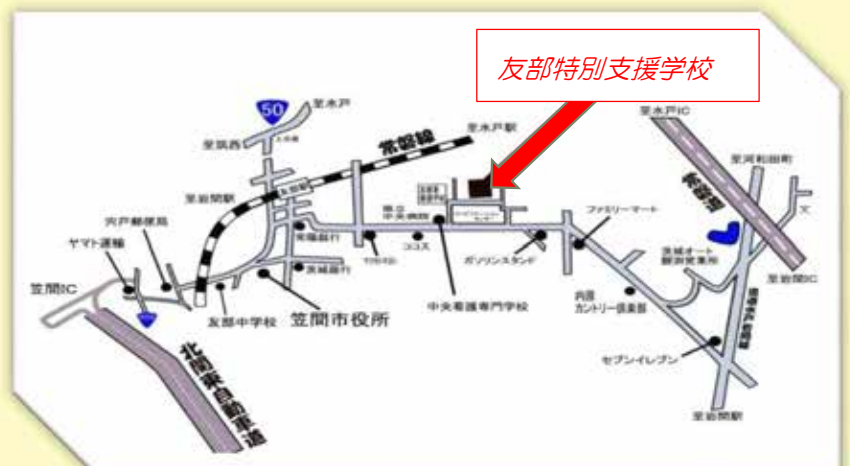 友部特別支援学校
50
至水戸
至筑西
常磐線
至水戸駅
至水戸IC
至河和田町
至岩間駅
友部駅
宍戸郵便局
ヤマト運輸
県立
中央病院
ファミリーマート
常陽銀行
ココス
ガソリンスタンド
茨城オート
至岩間IC
茨城銀行
笠間IC
中央看護専門学校
内原
カントリー倶楽部
友部中学校
笠間市役所
セブンイレブン
北関東自動車道
至岩間駅